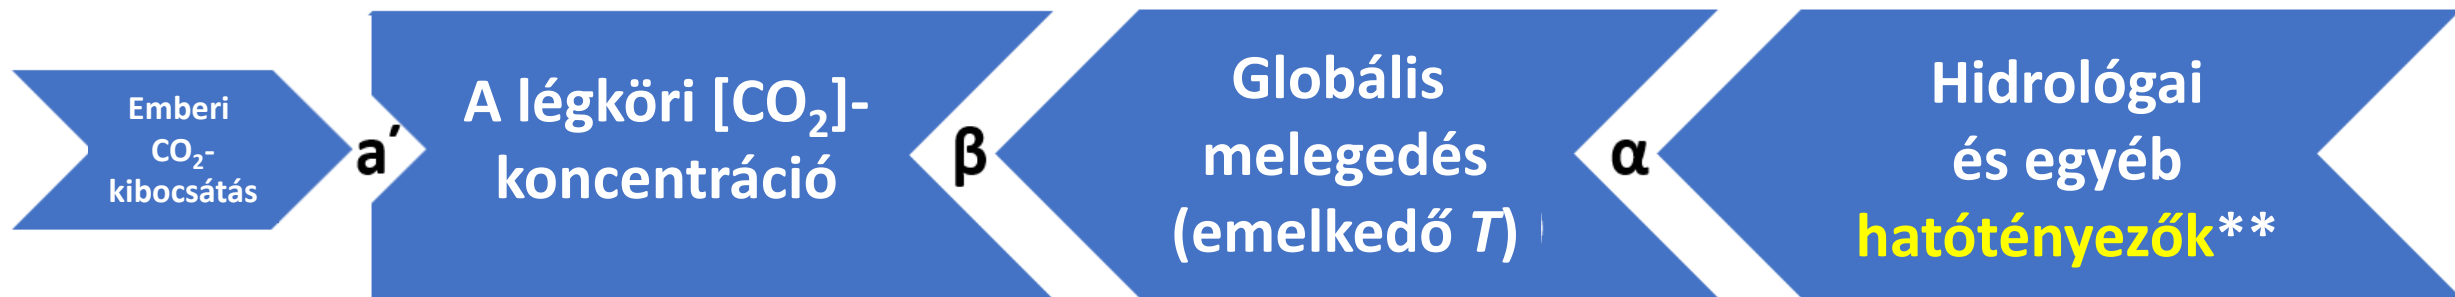 Emberi
CO₂-
kibocsátás
a′
A légköri [CO₂]-
koncentráció
β
Globális
melegedés
(emelkedő T)
α
Hidrológai
és egyéb
hatótényezők**